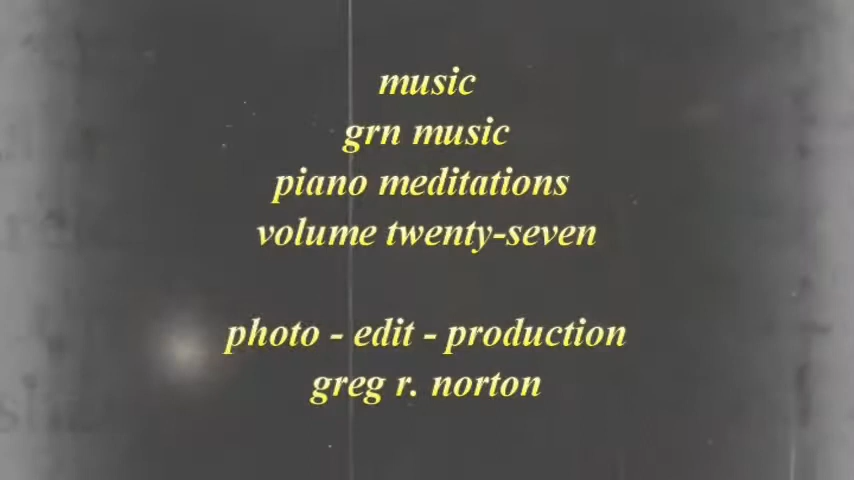 music
grn music
piano meditations
volume twenty-seven
photo - edit - production
greg r. norton